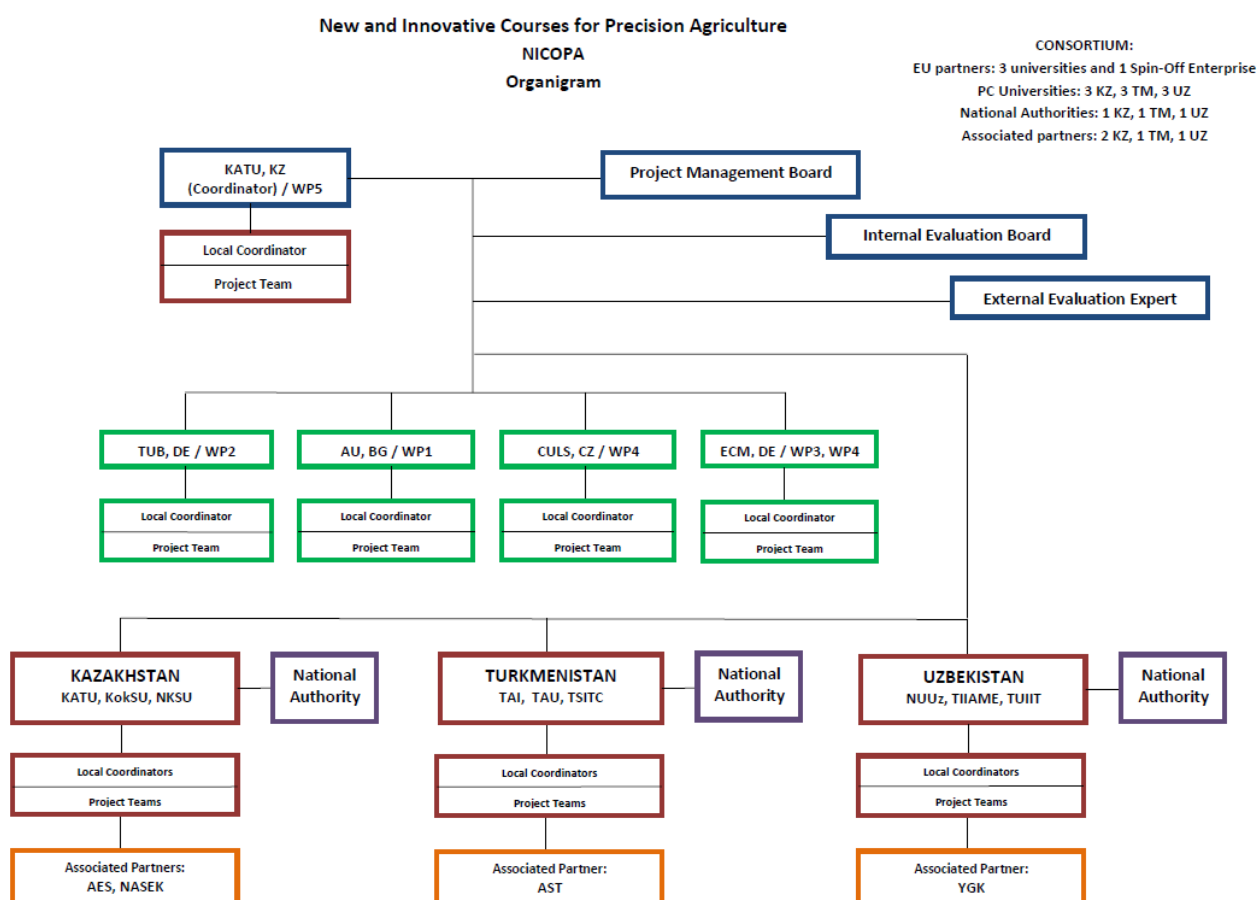 New and Innovative Courses for Precision Agriculture
NICOPA
Organigram
CONSORTIUM:
EU partners: 3 universities and 1 Spin-Off Enterprise
PC Universities: 3 KZ, 3 TM, 3 UZ
National Authorities: 1 KZ, 1 TM, 1 UZ
Associated partners: 2 KZ, 1 TM, 1 UZ
KATU, KZ
(Coordinator) / WP5
Project Management Board
Local Coordinator
Project Team
Internal Evaluation Board
External Evaluation Expert
TUB, DE / WP2
AU, BG / WP1
CULS, CZ / WP4
ECM, DE / WP3, WP4
Local Coordinator
Project Team
Local Coordinator
Project Team
Local Coordinator
Project Team
Local Coordinator
Project Team
KAZAKHSTAN
KATU, KokSU, NKSU
National
Authority
TURKMENISTAN
TAI, TAU, TSITC
National
Authority
UZBEKISTAN
NUUz, TIIAME, TUIIT
National
Authority
Local Coordinators
Project Teams
Local Coordinators
Project Teams
Local Coordinators
Project Teams
Associated Partners:
AES, NASEK
Associated Partner:
AST
Associated Partner:
YGK